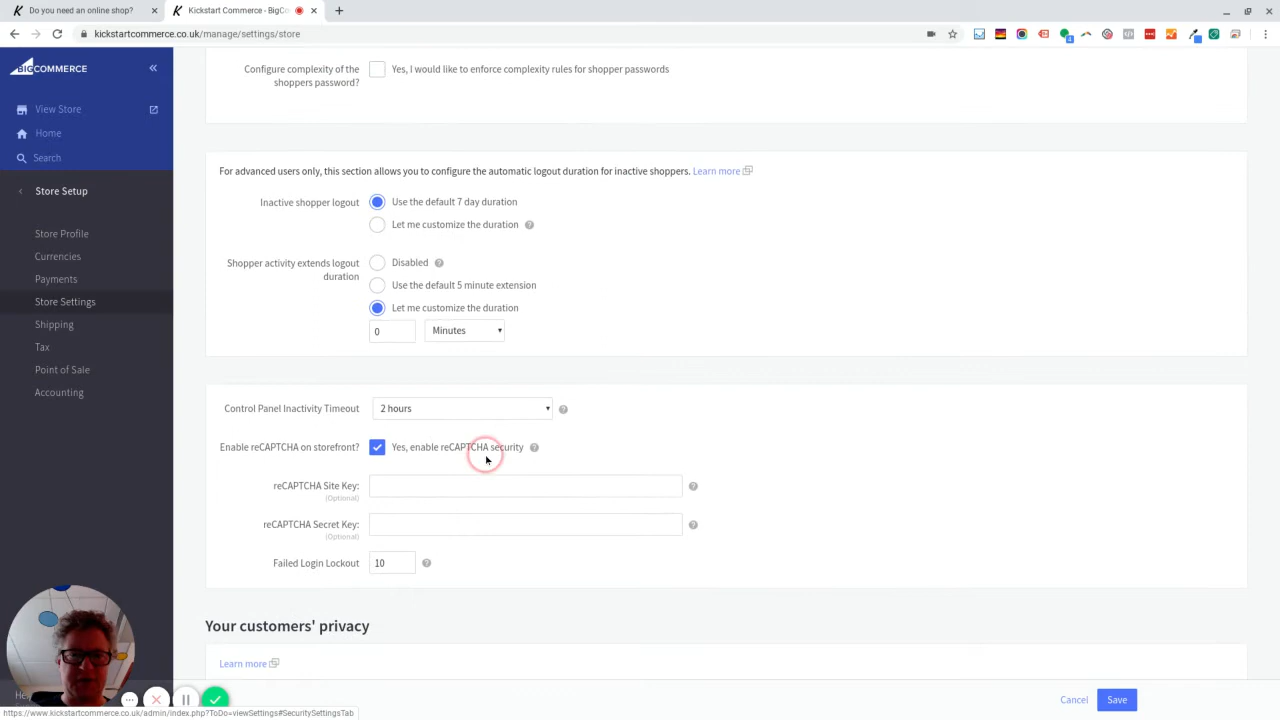 Do you need an online shop?
Kickstart Commerce - BigCo
kickstartcommerce.co.uk/manage/settings/store
BIGCOMMERCE
View Store
Home
Search
Store Setup
Store Profile
Currencies
Payments
Store Settings
Shipping
Tax
Point of Sale
Accounting
Configure complexity of the
shoppers password?
Yes, I would like to enforce complexity rules for shopper passwords
For advanced users only, this section allows you to configure the automatic logout duration for inactive shoppers. Learn more
Inactive shopper logout
Use the default 7 day duration
Let me customize the duration
Shopper activity extends logout
duration
Disabled
Use the default 5 minute extension
Let me customize the duration
0 Minutes
Control Panel Inactivity Timeout
2 hours
Enable reCAPTCHA on storefront?
Yes, enable reCAPTCHA security
reCAPTCHA Site Key:
(Optional)
reCAPTCHA Secret Key:
(Optional)
Failed Login Lockout
10
Your customers' privacy
Learn more
Cancel
Save
https://www.kickstartcommerce.co.uk/admin/index.php?ToDo=viewSettings#SecuritySettingsTab